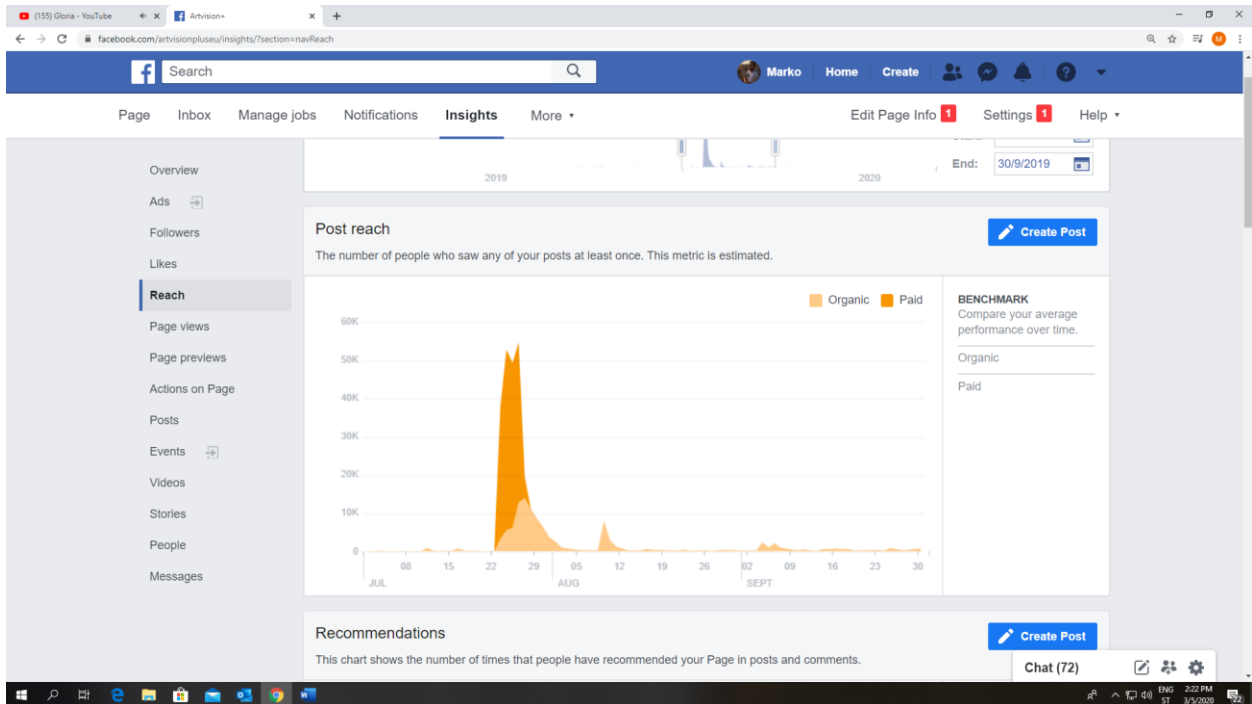 (155) Gloria - YouTube
Artvision+
facebook.com/artvisionpluseu/insights/?section=navReach
M
Search
Marko Home Create
Page Inbox Manage jobs Notifications Insights More Edit Page Info 1 Settings 1 Help
2019 2020
End: 30/9/2019
Overview
Ads
Followers
Likes
Reach
Page views
Page previews
Actions on Page
Posts
Events
Videos
Stories
People
Messages
Post reach
Create Post
The number of people who saw any of your posts at least once. This metric is estimated.
Organic Paid
60K
50K
40K
30K
20K
10K
0
08 15 22 29 05 12 19 26 02 09 16 23 30
JUL AUG SEPT
BENCHMARK
Compare your average
performance over time.
Organic
Paid
Recommendations
Create Post
This chart shows the number of times that people have recommended your Page in posts and comments.
Chat (72)
ENG 2:22 PM
ST 3/5/2020
22